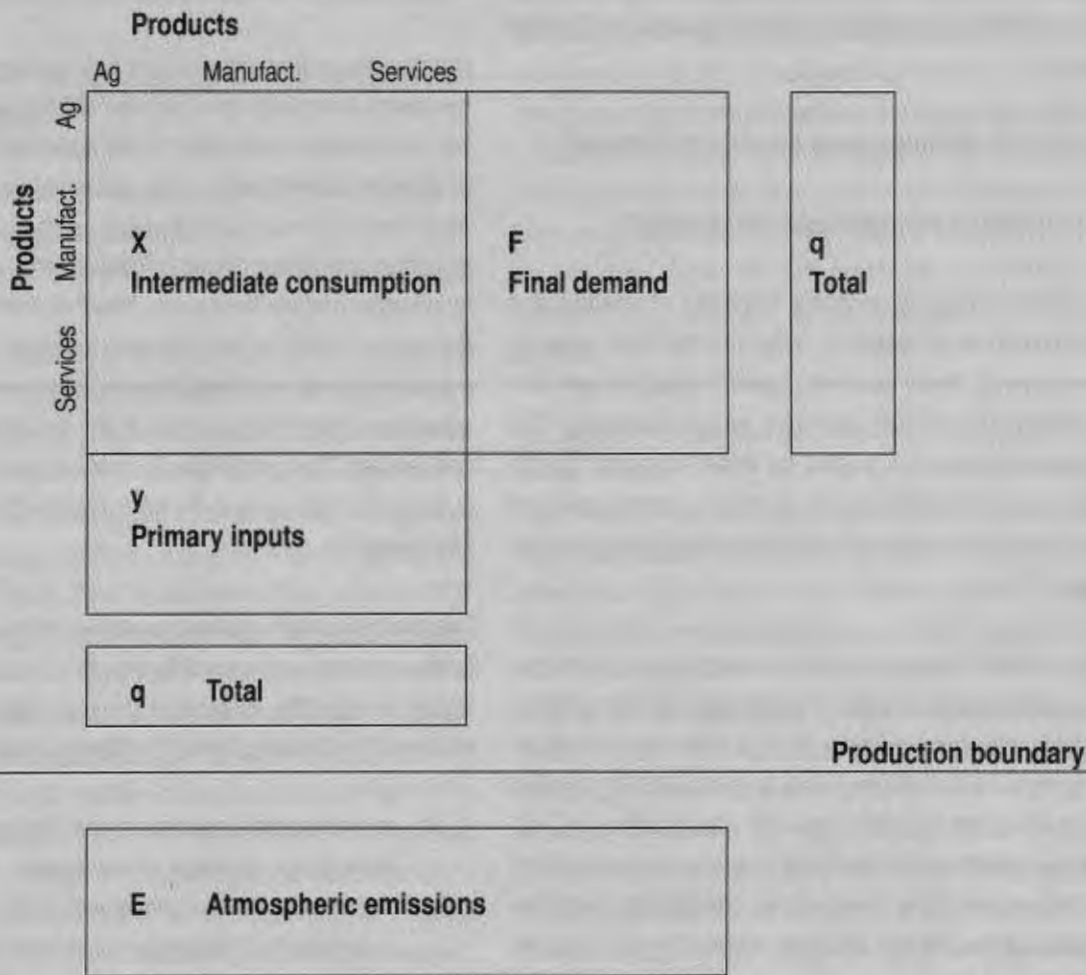 Products
Ag Manufact. Services
Products
Ag
Manufact.
Services
X
Intermediate consumption
F
Final demand
q
Total
y
Primary inputs
q Total
Production boundary
E Atmospheric emissions